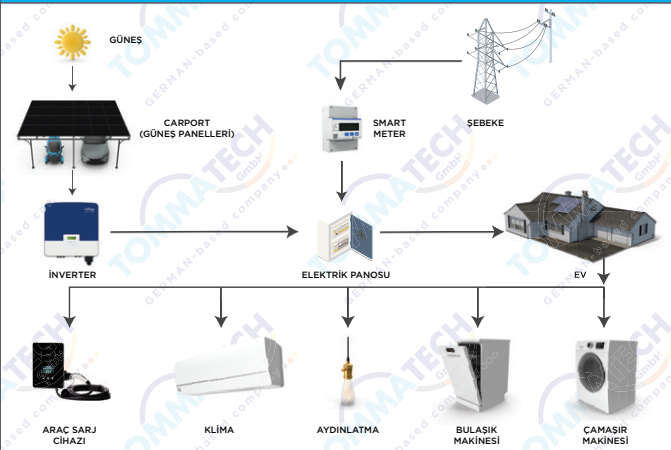 GÜNEŞ
CARPORT
(GÜNEŞ PANELLERİ)
SMART
METER
ŞEBEKE
İNVERTER
ELEKTRİK PANOSU
EV
ARAÇ SARJ
CİHAZI
KLİMA
AYDINLATMA
BULAŞIK
MAKİNESİ
ÇAMAŞIR
MAKİNESİ
TOMMATECH
GmbH
GERMAN-based company